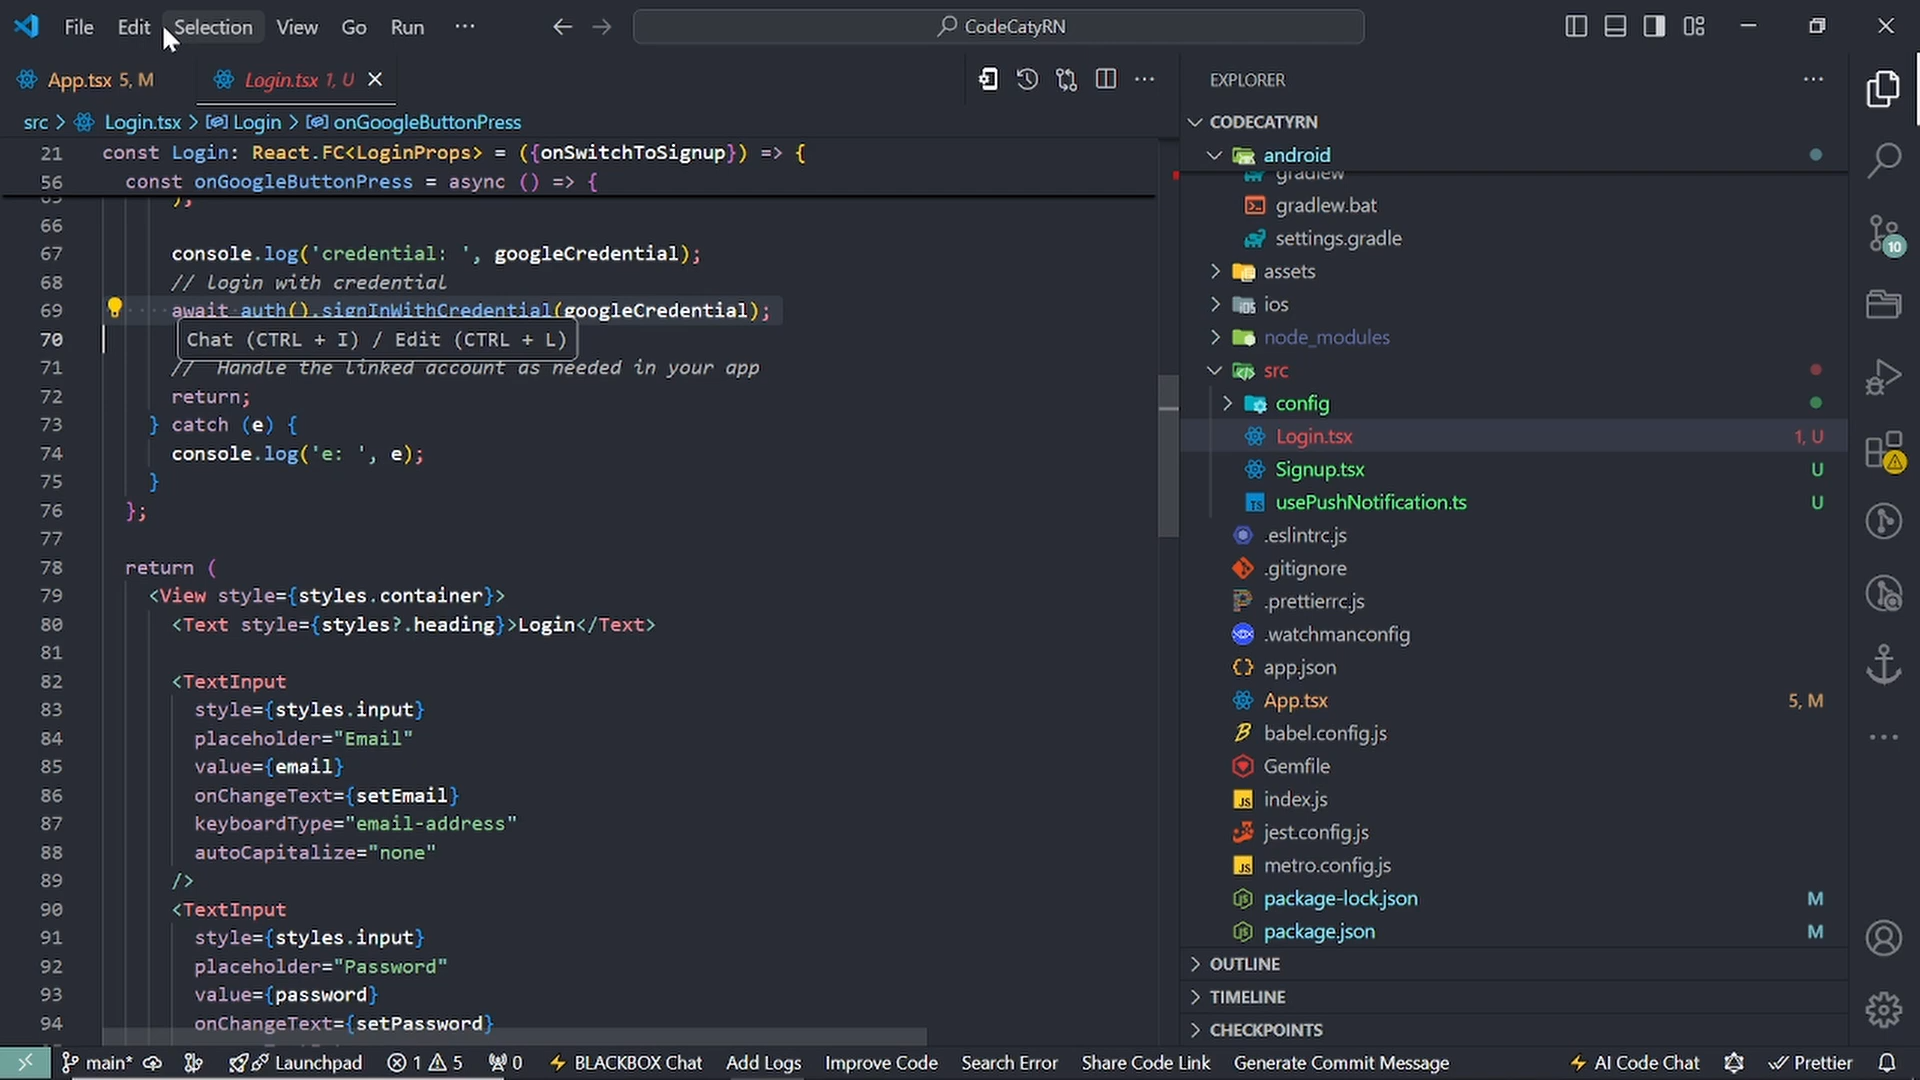 File Edit Selection View Go Run ··· CodeCatyRN
App.tsx 5, M Login.tsx 1, U
EXPLORER
src > Login.tsx > Login > onGoogleButtonPress
21 const Login: React.FC<LoginProps> = ({onSwitchToSignup}) => {
56 const onGoogleButtonPress = async () => {
65 );
66
67 console.log('credential: ', googleCredential);
68 // login with credential
69 await auth().signInWithCredential(googleCredential);
70
Chat (CTRL + I) / Edit (CTRL + L)
71 // Handle the linked account as needed in your app
72 return;
73 } catch (e) {
74 console.log('e: ', e);
75 }
76 };
77
78 return (
79 <View style={styles.container}>
80 <Text style={styles?.heading}>Login</Text>
81
82 <TextInput
83 style={styles.input}
84 placeholder="Email"
85 value={email}
86 onChangeText={setEmail}
87 keyboardType="email-address"
88 autoCapitalize="none"
89 />
90 <TextInput
91 style={styles.input}
92 placeholder="Password"
93 value={password}
94 onChangeText={setPassword}
CODECATYRN
android
gradlew
gradlew.bat
settings.gradle
assets
ios
node_modules
src
config
Login.tsx 1, U
Signup.tsx U
usePushNotification.ts U
.eslintrc.js
.gitignore
.prettierrc.js
.watchmanconfig
app.json
App.tsx 5, M
babel.config.js
Gemfile
index.js
jest.config.js
metro.config.js
package-lock.json M
package.json M
OUTLINE
TIMELINE
CHECKPOINTS
10
main* Launchpad 1 5 0 BLACKBOX Chat Add Logs Improve Code Search Error Share Code Link Generate Commit Message AI Code Chat Prettier